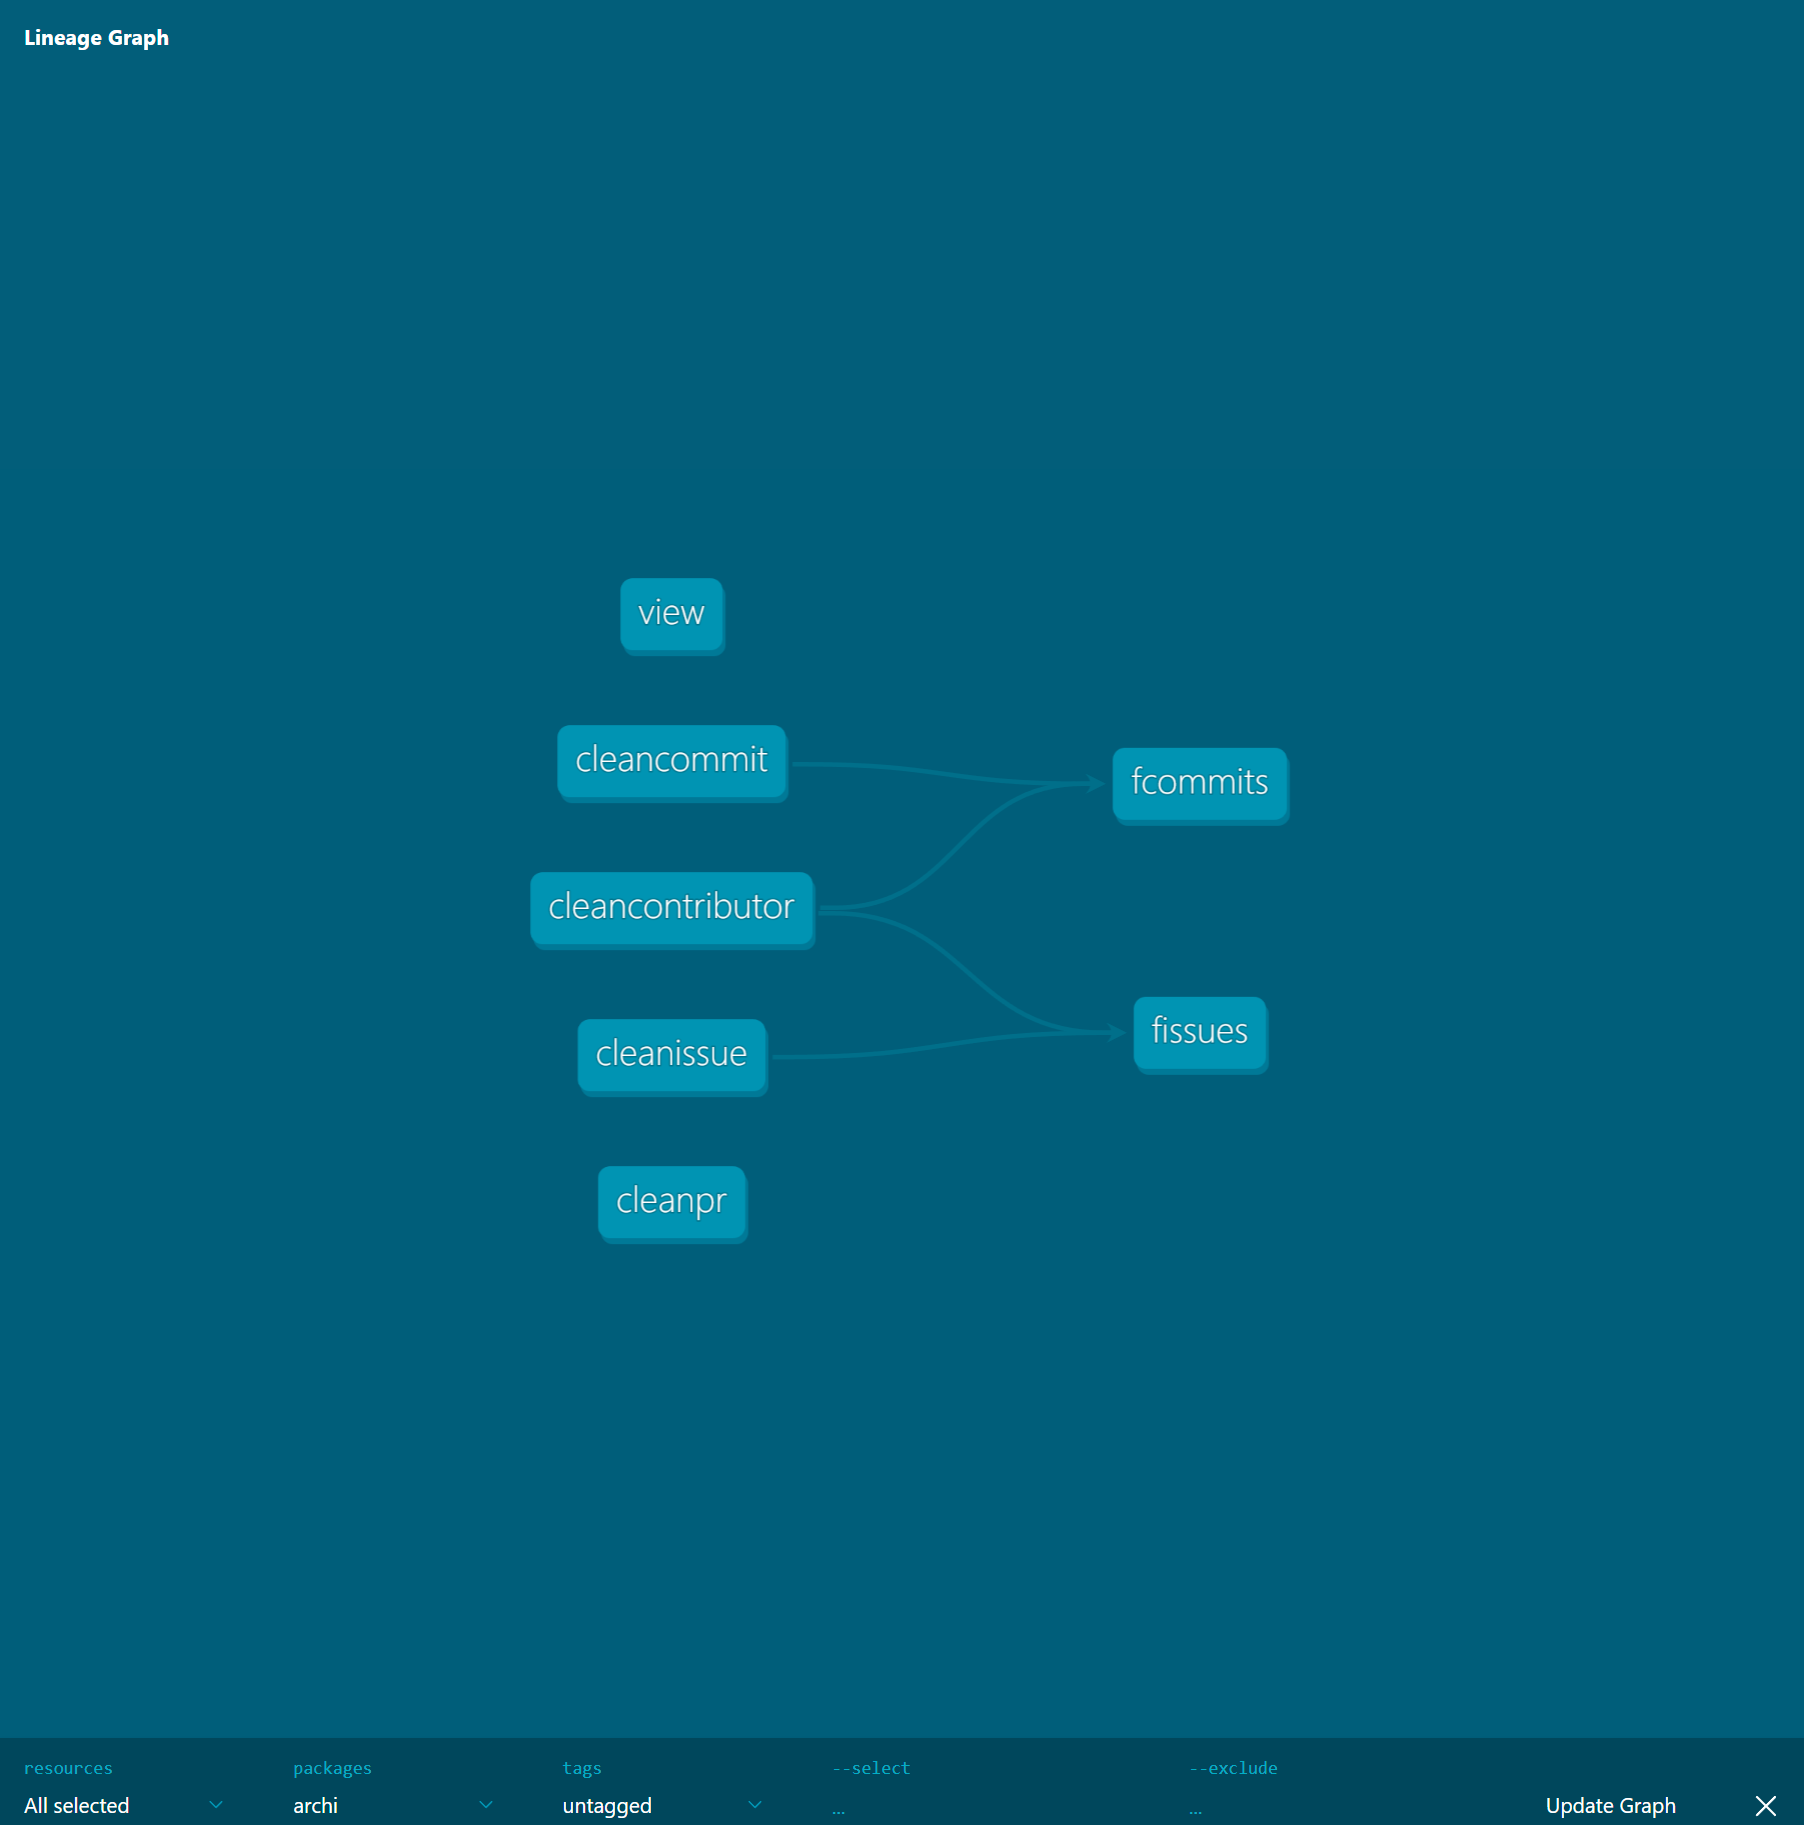 Lineage Graph
view
cleancommit
fcommits
cleancontributor
fissues
cleanissue
cleanpr
resources packages tags --select --exclude
All selected archi untagged ... ... Update Graph